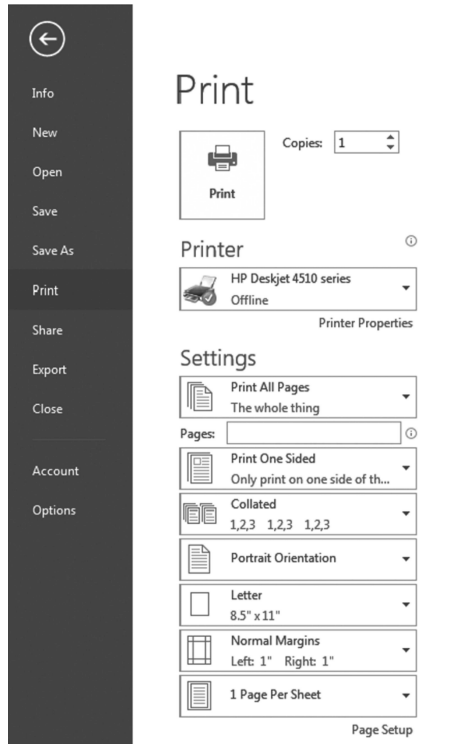 Info
New
Open
Save
Save As
Print
Share
Export
Close
Account
Options
Print
Print
Copies: 1
Printer
HP Deskjet 4510 series
Offline
Printer Properties
Settings
Print All Pages
The whole thing
Pages:
Print One Sided
Only print on one side of th...
Collated
1,2,3 1,2,3 1,2,3
Portrait Orientation
Letter
8.5" x 11"
Normal Margins
Left: 1" Right: 1"
1 Page Per Sheet
Page Setup